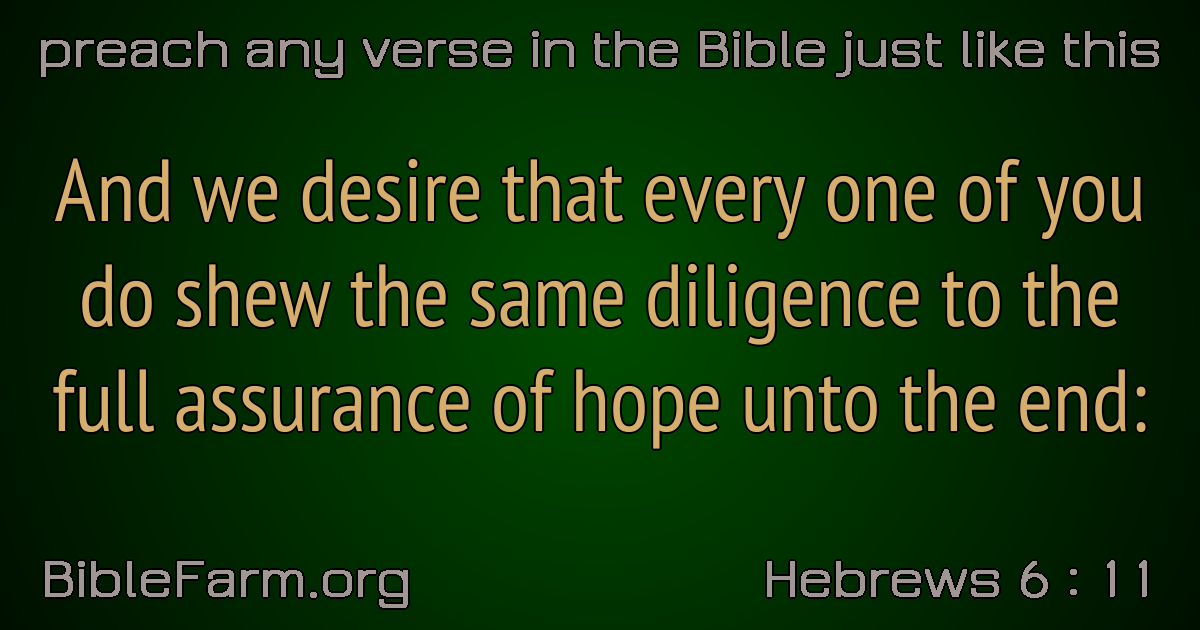 preach any verse in the Bible just like this
And we desire that every one of you
do shew the same diligence to the
full assurance of hope unto the end:
BibleFarm.org
Hebrews 6 : 11